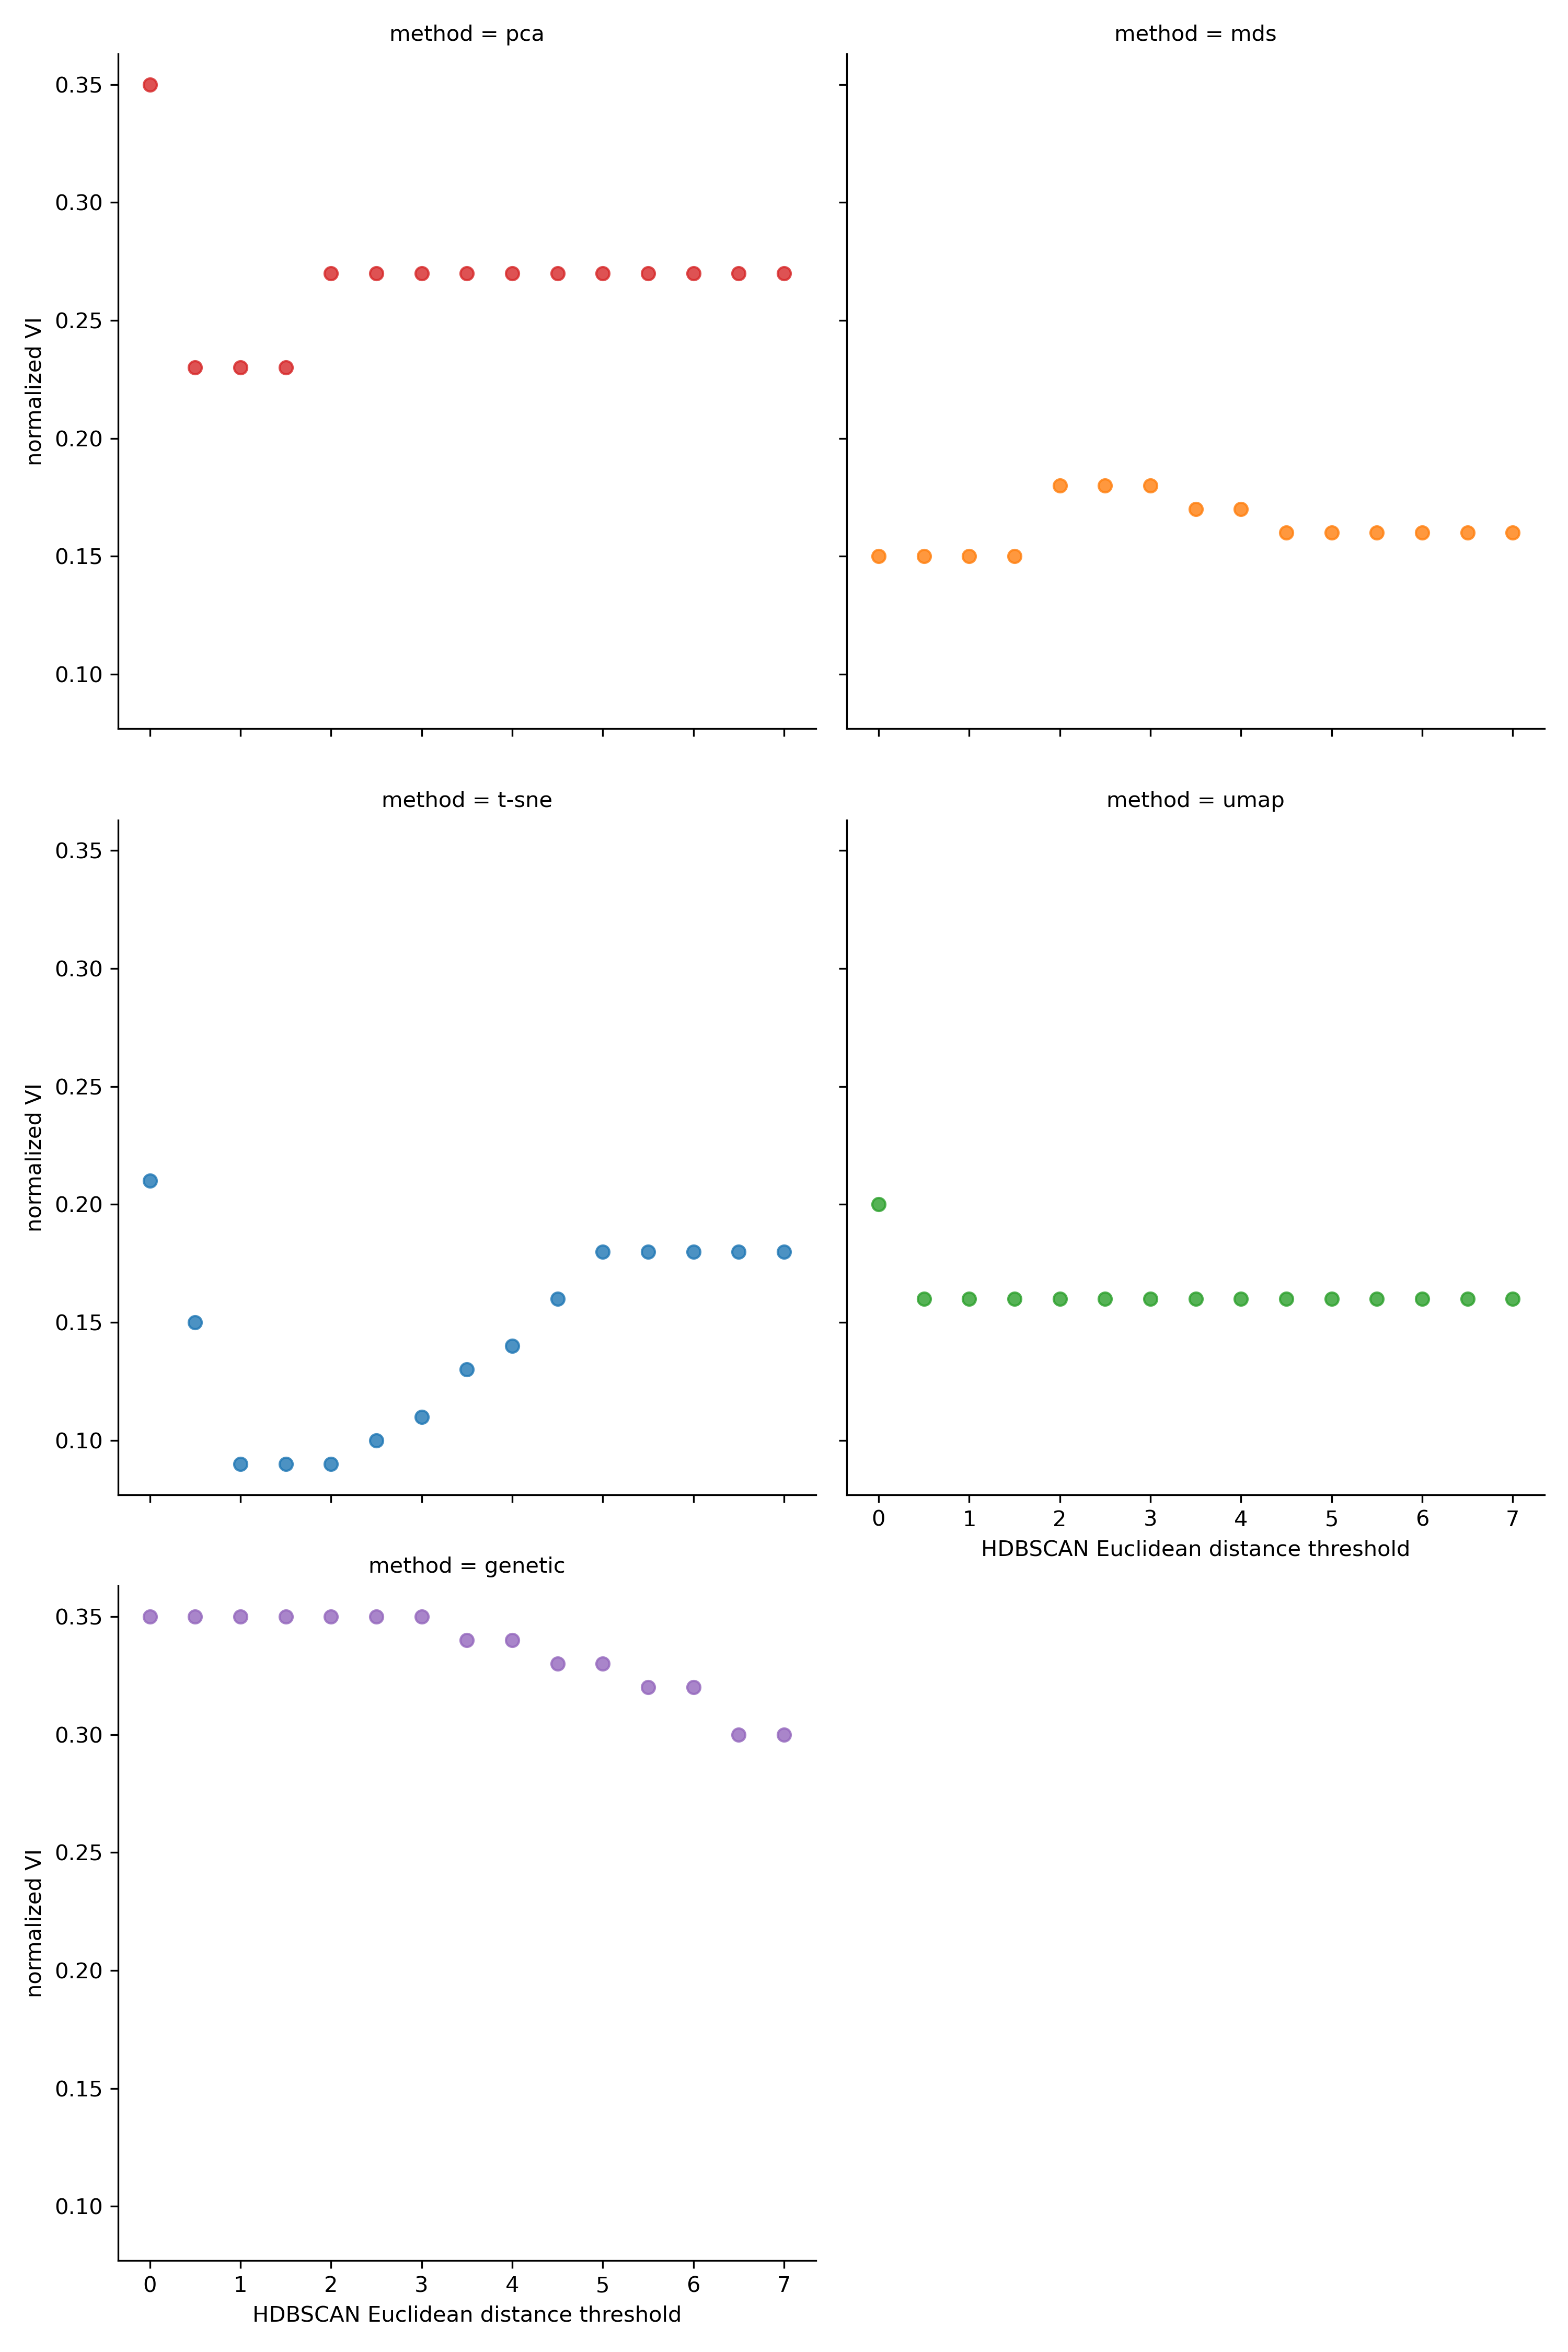 method = pca
method = mds
0.35
0.30
0.25
0.20
0.15
0.10
normalized VI
method = t-sne
method = umap
0.35
0.30
0.25
0.20
0.15
0.10
normalized VI
0 1 2 3 4 5 6 7
HDBSCAN Euclidean distance threshold
method = genetic
0.35
0.30
0.25
0.20
0.15
0.10
normalized VI
0 1 2 3 4 5 6 7
HDBSCAN Euclidean distance threshold